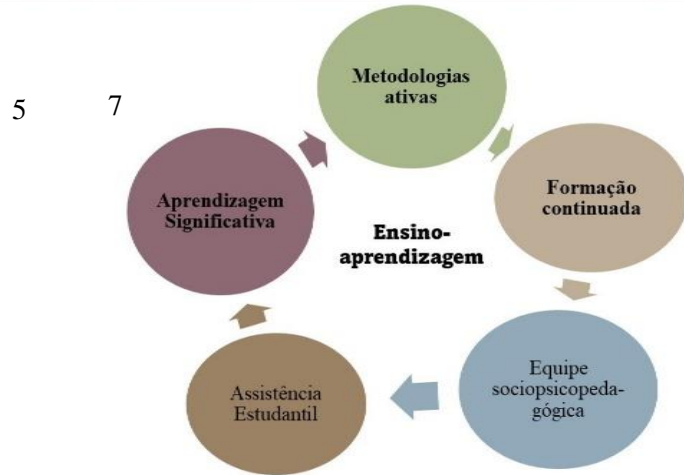 5 7
Metodologias
ativas
Formação
continuada
Equipe
sociopsicopeda-
gógica
Assistência
Estudantil
Aprendizagem
Significativa
Ensino-
aprendizagem